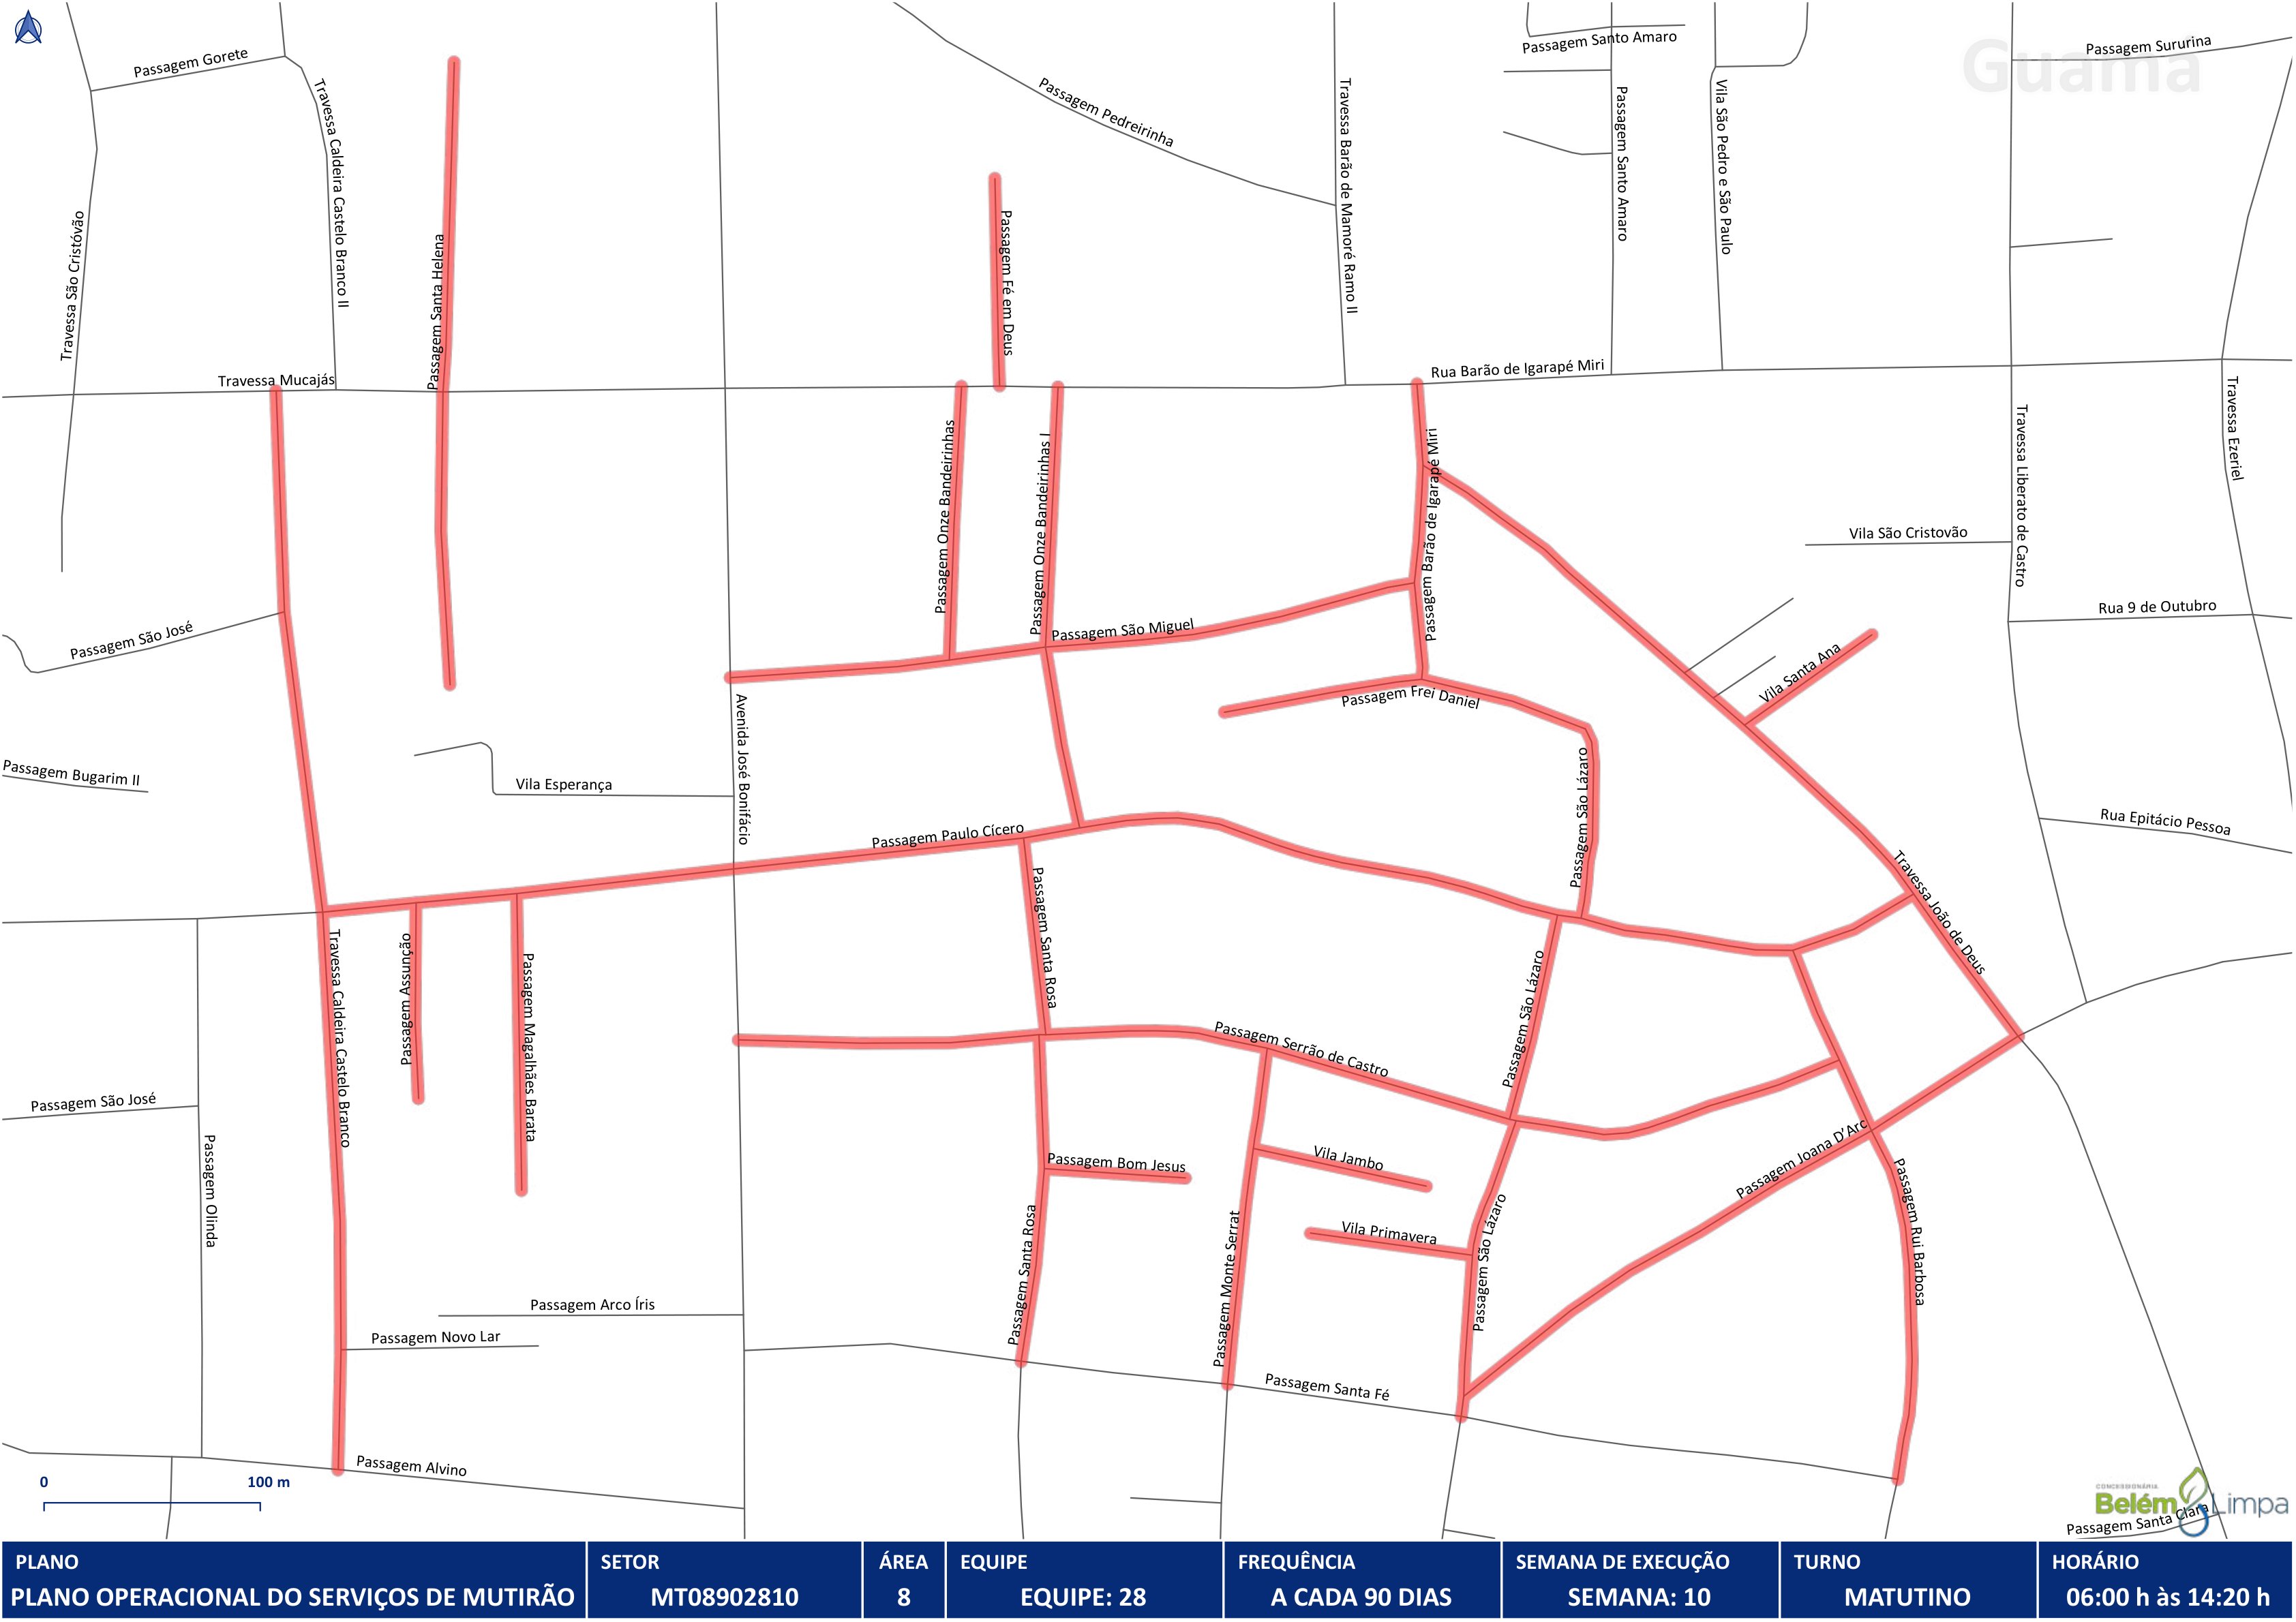 Guamá
Passagem Gorete
Passagem Santo Amaro
Passagem Sururina
Passagem Pedreirinha
Travessa Caldeira Castelo Branco II
Travessa Barão de Mamoré Ramo II
Passagem Santo Amaro
Vila São Pedro e São Paulo
Travessa São Cristóvão
Passagem Santa Helena
Passagem Fé em Deus
Travessa Mucajás
Rua Barão de Igarapé Miri
Travessa Ezeriel
Travessa Liberato de Castro
Passagem Onze Bandeirinhas
Passagem Onze Bandeirinhas I
Passagem Barão de Igarapé Miri
Vila São Cristovão
Rua 9 de Outubro
Passagem São José
Passagem São Miguel
Vila Santa Ana
Passagem Frei Daniel
Avenida José Bonifácio
Passagem Bugarim II
Vila Esperança
Passagem São Lázaro
Rua Epitácio Pessoa
Passagem Paulo Cícero
Travessa João de Deus
Passagem Santa Rosa
Travessa Caldeira Castelo Branco
Passagem Assunção
Passagem Magalhães Barata
Passagem São Lázaro
Passagem Serrão de Castro
Passagem São José
Passagem Olinda
Passagem Bom Jesus
Vila Jambo
Passagem Joana D’Arc
Passagem Rui Barbosa
Passagem Santa Rosa
Passagem Monte Serrat
Vila Primavera
Passagem São Lázaro
Passagem Arco Íris
Passagem Novo Lar
Passagem Santa Fé
Passagem Alvino
0 100 m
CONCESSIONÁRIA
Belém Limpa
Passagem Santa Clara
PLANO
PLANO OPERACIONAL DO SERVIÇOS DE MUTIRÃO
SETOR
MT08902810
ÁREA
8
EQUIPE
EQUIPE: 28
FREQUÊNCIA
A CADA 90 DIAS
SEMANA DE EXECUÇÃO
SEMANA: 10
TURNO
MATUTINO
HORÁRIO
06:00 h às 14:20 h